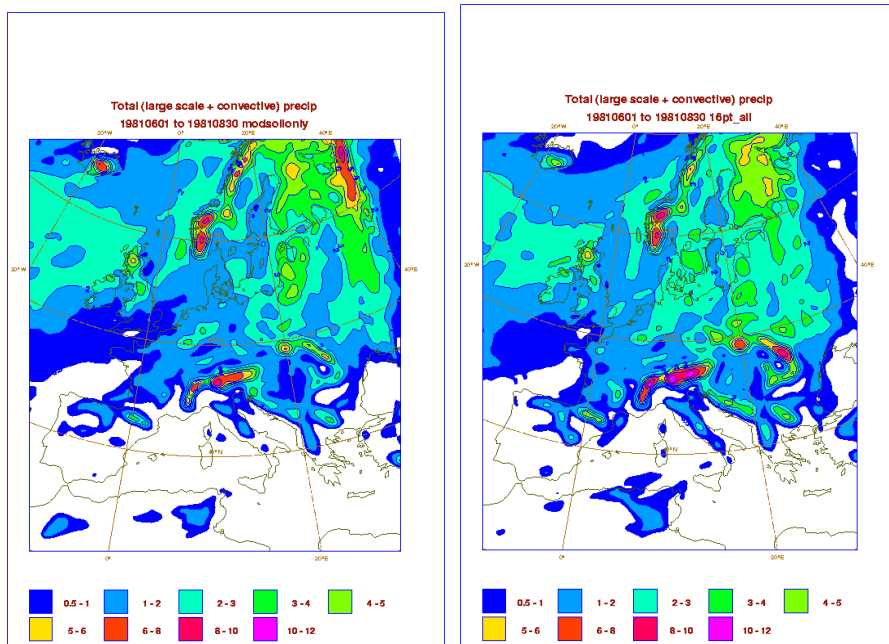 Total (large scale + convective) precip
19810601 to 19810830 modsoilonly
20°W 0° 20°E 40°E
20°W 40°E
40°N
0° 20°E
0.5 - 1 1 - 2 2 - 3 3 - 4 4 - 5
5 - 6 6 - 8 8 - 10 10 - 12
Total (large scale + convective) precip
19810601 to 19810830 16pt_all
20°W 0° 20°E 40°E
20°W 40°E
0° 20°E
0.5 - 1 1 - 2 2 - 3 3 - 4 4 - 5
5 - 6 6 - 8 8 - 10 10 - 12